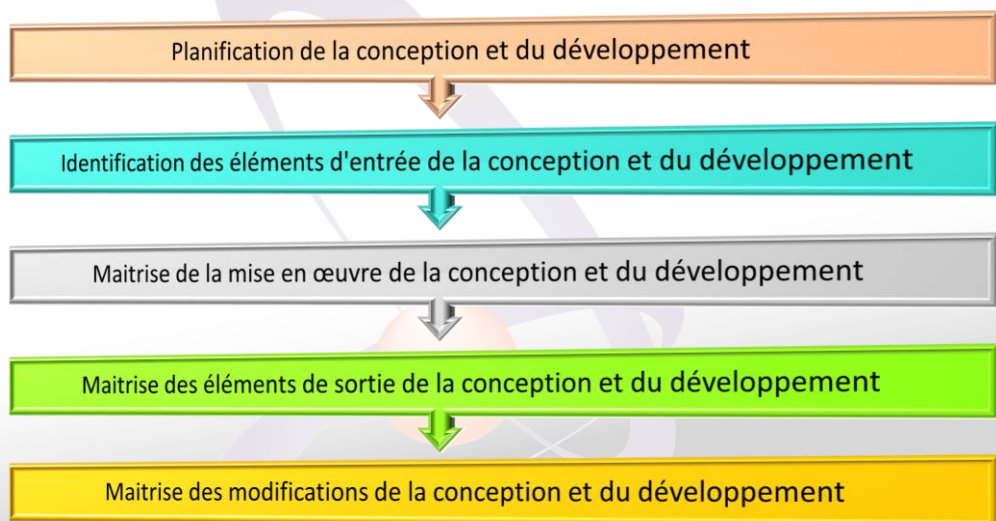 Planification de la conception et du développement
Identification des éléments d'entrée de la conception et du développement
Maitrise de la mise en œuvre de la conception et du développement
Maitrise des éléments de sortie de la conception et du développement
Maitrise des modifications de la conception et du développement